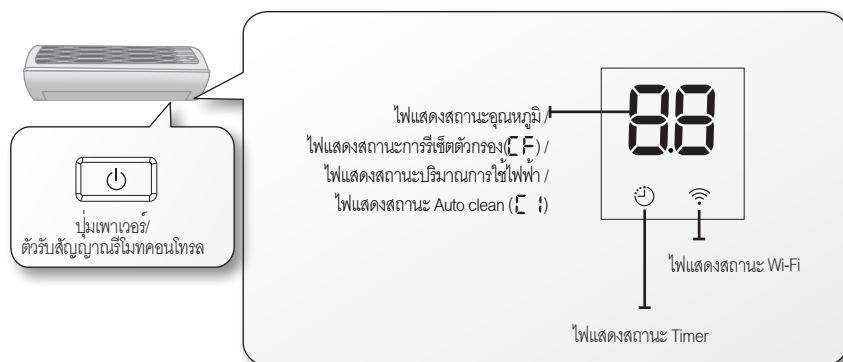 ไฟแสดงสถานะอุณหภูมิ /
ไฟแสดงสถานะการรีเซ็ตตัวกรอง(CF) /
ไฟแสดงสถานะปริมาณการใช้ไฟฟ้า /
ไฟแสดงสถานะ Auto clean (C1)
8.8
ปุ่มเพาเวอร์/
ตัวรับสัญญาณรีโมทคอนโทรล
ไฟแสดงสถานะ Wi-Fi
ไฟแสดงสถานะ Timer